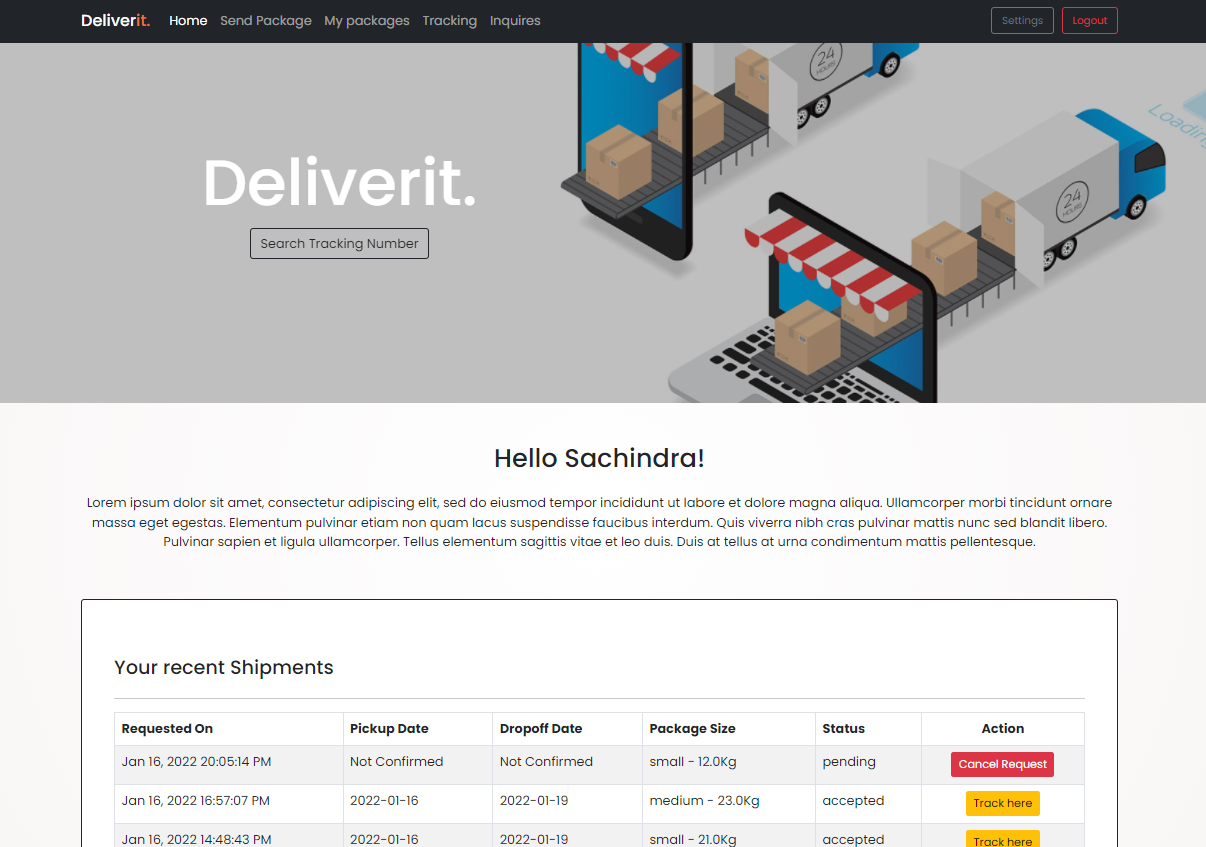 Deliverit. Home Send Package My packages Tracking Inquires Settings Logout
24
HOURS
Loading
24
HOURS
Deliverit.
Search Tracking Number
Hello Sachindra!
Lorem ipsum dolor sit amet, consectetur adipiscing elit, sed do eiusmod tempor incididunt ut labore et dolore magna aliqua. Ullamcorper morbi tincidunt ornare
massa eget egestas. Elementum pulvinar etiam non quam lacus suspendisse faucibus interdum. Quis viverra nibh cras pulvinar mattis nunc sed blandit libero.
Pulvinar sapien et ligula ullamcorper. Tellus elementum sagittis vitae et leo duis. Duis at tellus at urna condimentum mattis pellentesque.
Your recent Shipments
Requested On Pickup Date Dropoff Date Package Size Status Action
Jan 16, 2022 20:05:14 PM Not Confirmed Not Confirmed small - 12.0Kg pending Cancel Request
Jan 16, 2022 16:57:07 PM 2022-01-16 2022-01-19 medium - 23.0Kg accepted Track here
Jan 16, 2022 14:48:43 PM 2022-01-16 2022-01-19 small - 21.0Kg accepted Track here